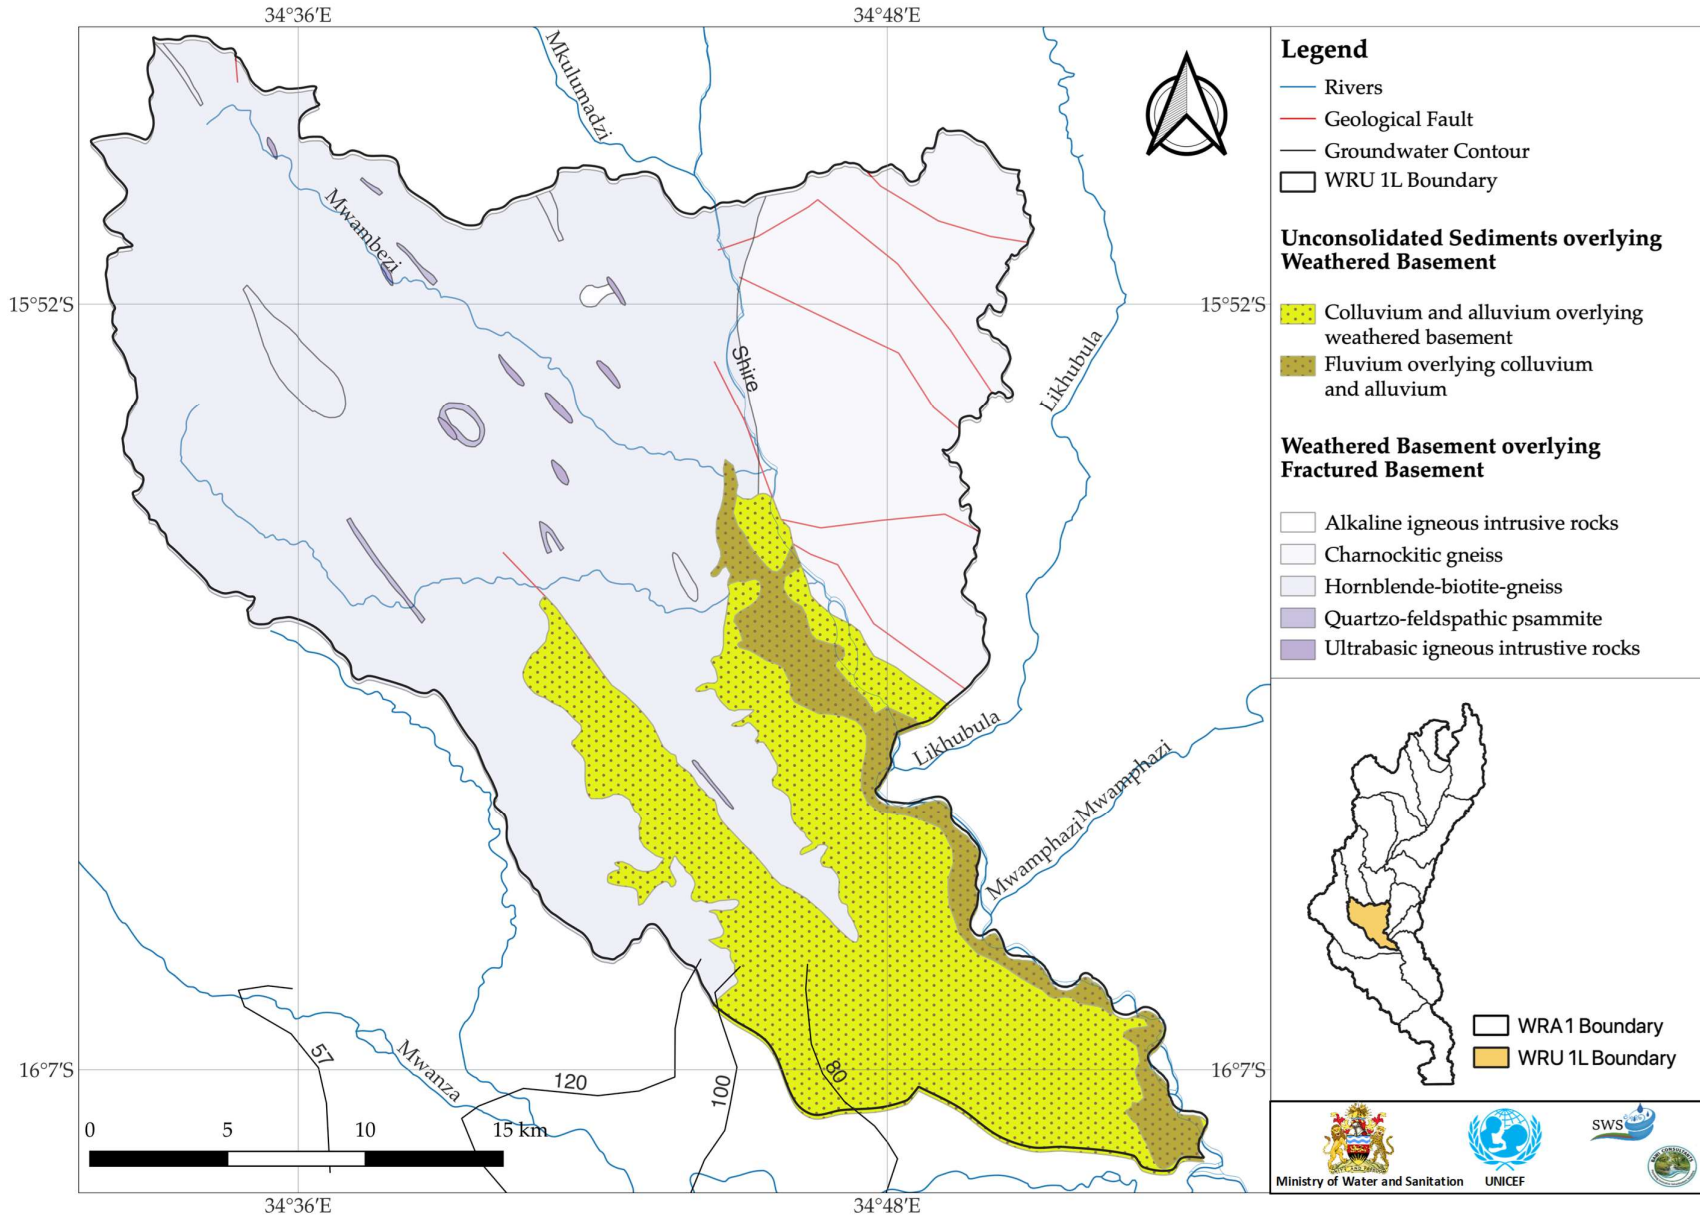 34°36'E
34°48'E
Mkulumadzi
Mwambezi
15°52'S
15°52'S
Shire
Likhubula
Likhubula
Mwamphazi
Mwamphazi
57
Mwanza
120
100
80
16°7'S
16°7'S
0 5 10 15 km
34°36'E
34°48'E
Legend
Rivers
Geological Fault
Groundwater Contour
WRU 1L Boundary
Unconsolidated Sediments overlying
Weathered Basement
Colluvium and alluvium overlying
weathered basement
Fluvium overlying colluvium
and alluvium
Weathered Basement overlying
Fractured Basement
Alkaline igneous intrusive rocks
Charnockitic gneiss
Hornblende-biotite-gneiss
Quartzo-feldspathic psammite
Ultrabasic igneous intrustive rocks
WRA 1 Boundary
WRU 1L Boundary
Ministry of Water and Sanitation
UNICEF
SWS